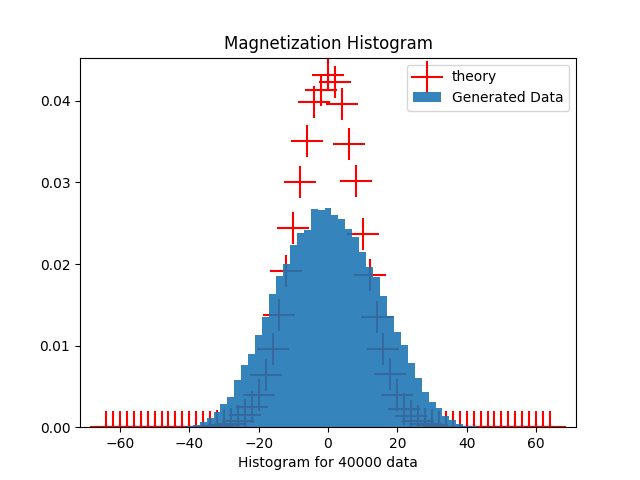 Magnetization Histogram
theory
Generated Data
0.04
0.03
0.02
0.01
0.00
−60 −40 −20 0 20 40 60
Histogram for 40000 data